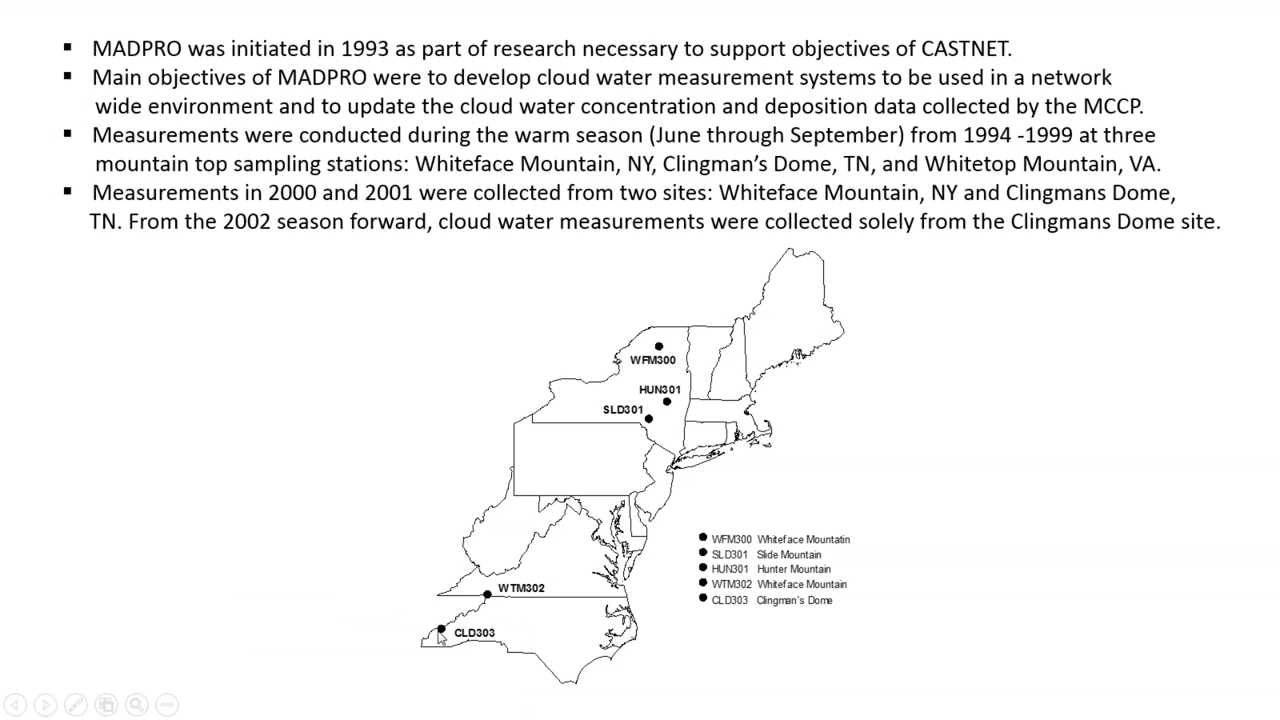 ▪ MADPRO was initiated in 1993 as part of research necessary to support objectives of CASTNET.
▪ Main objectives of MADPRO were to develop cloud water measurement systems to be used in a network
wide environment and to update the cloud water concentration and deposition data collected by the MCCP.
▪ Measurements were conducted during the warm season (June through September) from 1994 -1999 at three
mountain top sampling stations: Whiteface Mountain, NY, Clingman’s Dome, TN, and Whitetop Mountain, VA.
▪ Measurements in 2000 and 2001 were collected from two sites: Whiteface Mountain, NY and Clingmans Dome,
TN. From the 2002 season forward, cloud water measurements were collected solely from the Clingmans Dome site.
WFM300
HUN301
SLD301
WTM302
CLD303
WFM300 Whiteface Mountatin
SLD301 Slide Mountain
HUN301 Hunter Mountain
WTM302 Whiteface Mountain
CLD303 Clingman's Dome